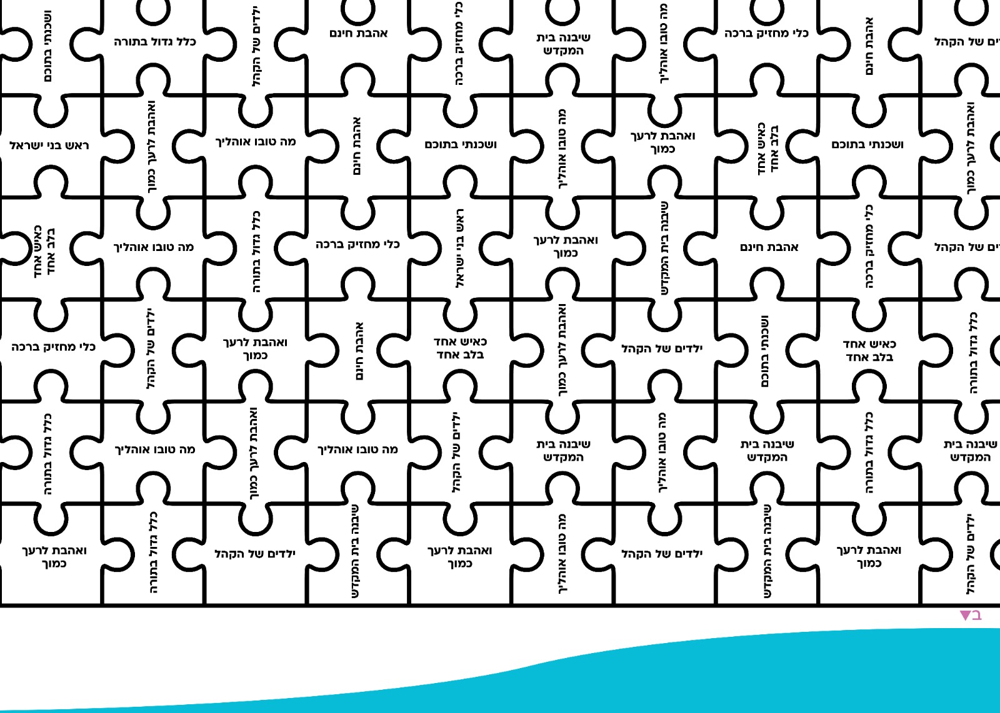 ילדים של הקהל
אהבת חינם
כלי מחזיק ברכה
מה טובו אוהליך
שיבנה בית
המקדש
כלי מחזיק ברכה
אהבת חינם
ילדים של הקהל
כלל גדול בתורה
ושכנתי בתוכם
ואהבת לרעך כמוך
ושכנתי בתוכם
כאיש אחד
בלב אחד
ואהבת לרעך
כמוך
מה טובו אוהליך
ושכנתי בתוכם
אהבת חינם
מה טובו אוהליך
ואהבת לרעך כמוך
ראש בני ישראל
ילדים של הקהל
כלי מחזיק ברכה
אהבת חינם
שיבנה בית המקדש
ואהבת לרעך
כמוך
ראש בני ישראל
כלי מחזיק ברכה
כלל גדול בתורה
מה טובו אוהליך
כאיש אחד
בלב אחד
כלל גדול בתורה
כאיש אחד
בלב אחד
ושכנתי בתוכם
ילדים של הקהל
ואהבת לרעך כמוך
כאיש אחד
בלב אחד
אהבת חינם
ואהבת לרעך
כמוך
ילדים של הקהל
כלי מחזיק ברכה
שיבנה בית
המקדש
כלל גדול בתורה
שיבנה בית
המקדש
מה טובו אוהליך
שיבנה בית
המקדש
ילדים של הקהל
מה טובו אוהליך
ואהבת לרעך כמוך
מה טובו אוהליך
כלל גדול בתורה
ילדים של הקהל
ואהבת לרעך
כמוך
שיבנה בית המקדש
ילדים של הקהל
מה טובו אוהליך
ואהבת לרעך
כמוך
שיבנה בית המקדש
ילדים של הקהל
כלל גדול בתורה
ואהבת לרעך
כמוך
ב